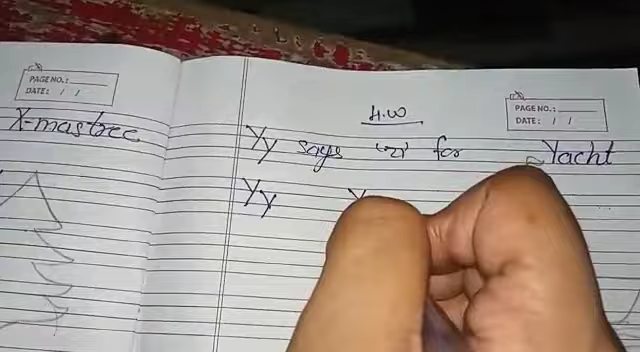 PAGE NO.:
DATE: / /
X-mastree
PAGE NO.:
DATE: / /
H.W
Yy says 'य' for Yacht
Yy